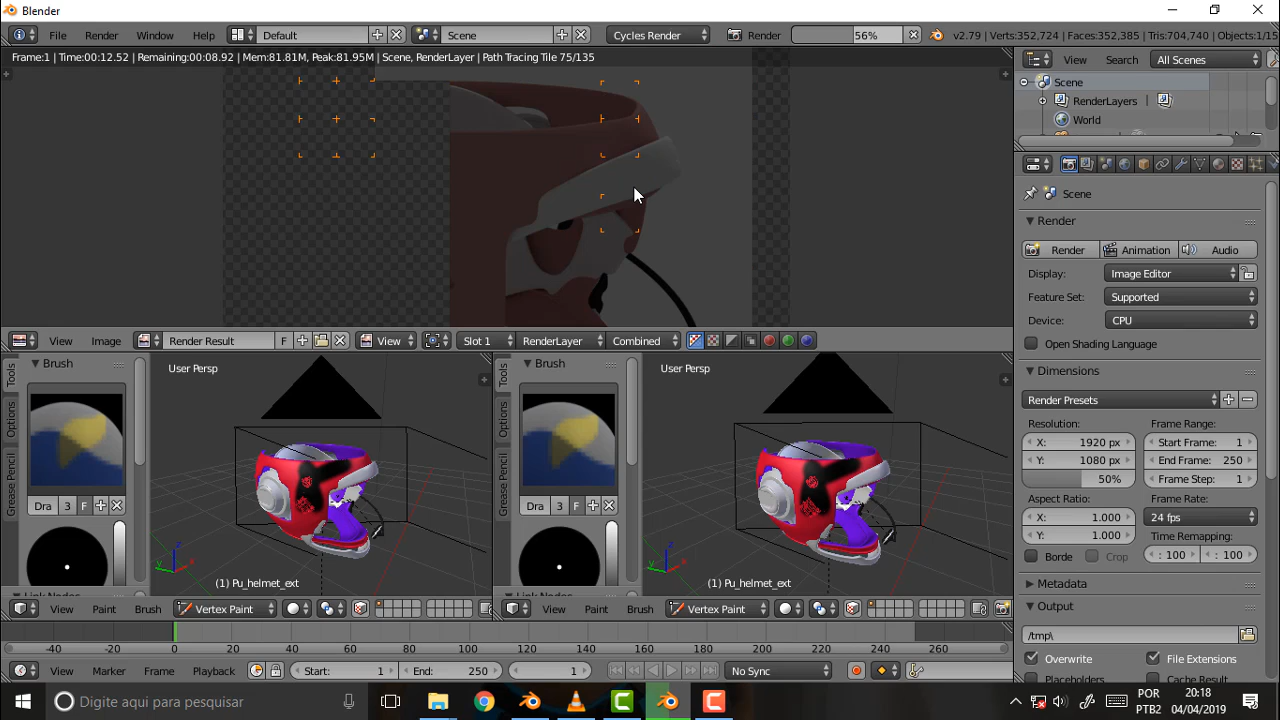 Blender
File Render Window Help Default Scene Cycles Render Render 56% v2.79 | Verts:352,724 | Faces:352,385 | Tris:704,740 | Objects:1/15
Frame:1 | Time:00:12.52 | Remaining:00:08.92 | Mem:81.81M, Peak:81.95M | Scene, RenderLayer | Path Tracing Tile 75/135
View Search All Scenes
Scene
RenderLayers
World
Scene
Render
Render Animation Audio
Display: Image Editor
Feature Set: Supported
Device: CPU
Open Shading Language
Dimensions
Render Presets
Resolution: Frame Range:
X: 1920 px Start Frame: 1
Y: 1080 px End Frame: 250
50% Frame Step: 1
Aspect Ratio: Frame Rate:
X: 1.000 24 fps
Y: 1.000 Time Remapping:
Borde Crop : 100 : 100
Metadata
Output
/tmp\
Overwrite File Extensions
Placeholders Cache Result
View Image Render Result F View Slot 1 RenderLayer Combined
Tools
Options
Grease Pencil
Brush
User Persp
Dra 3 F
(1) Pu_helmet_ext
View Paint Brush Vertex Paint
Tools
Options
Grease Pencil
Brush
User Persp
Dra 3 F
(1) Pu_helmet_ext
View Paint Brush Vertex Paint
-40 -20 0 20 40 60 80 100 120 140 160 180 200 220 240 260
View Marker Frame Playback Start: 1 End: 250 1 No Sync
Digite aqui para pesquisar
POR
PTB2
20:18
04/04/2019